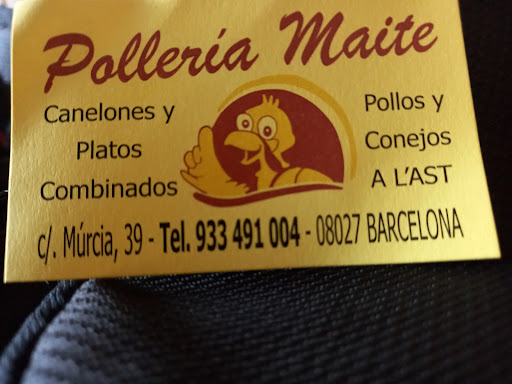 Pollería Maite
Canelones y
Platos
Combinados
Pollos y
Conejos
A L'AST
c/. Múrcia, 39 - Tel. 933 491 004 - 08027 BARCELONA